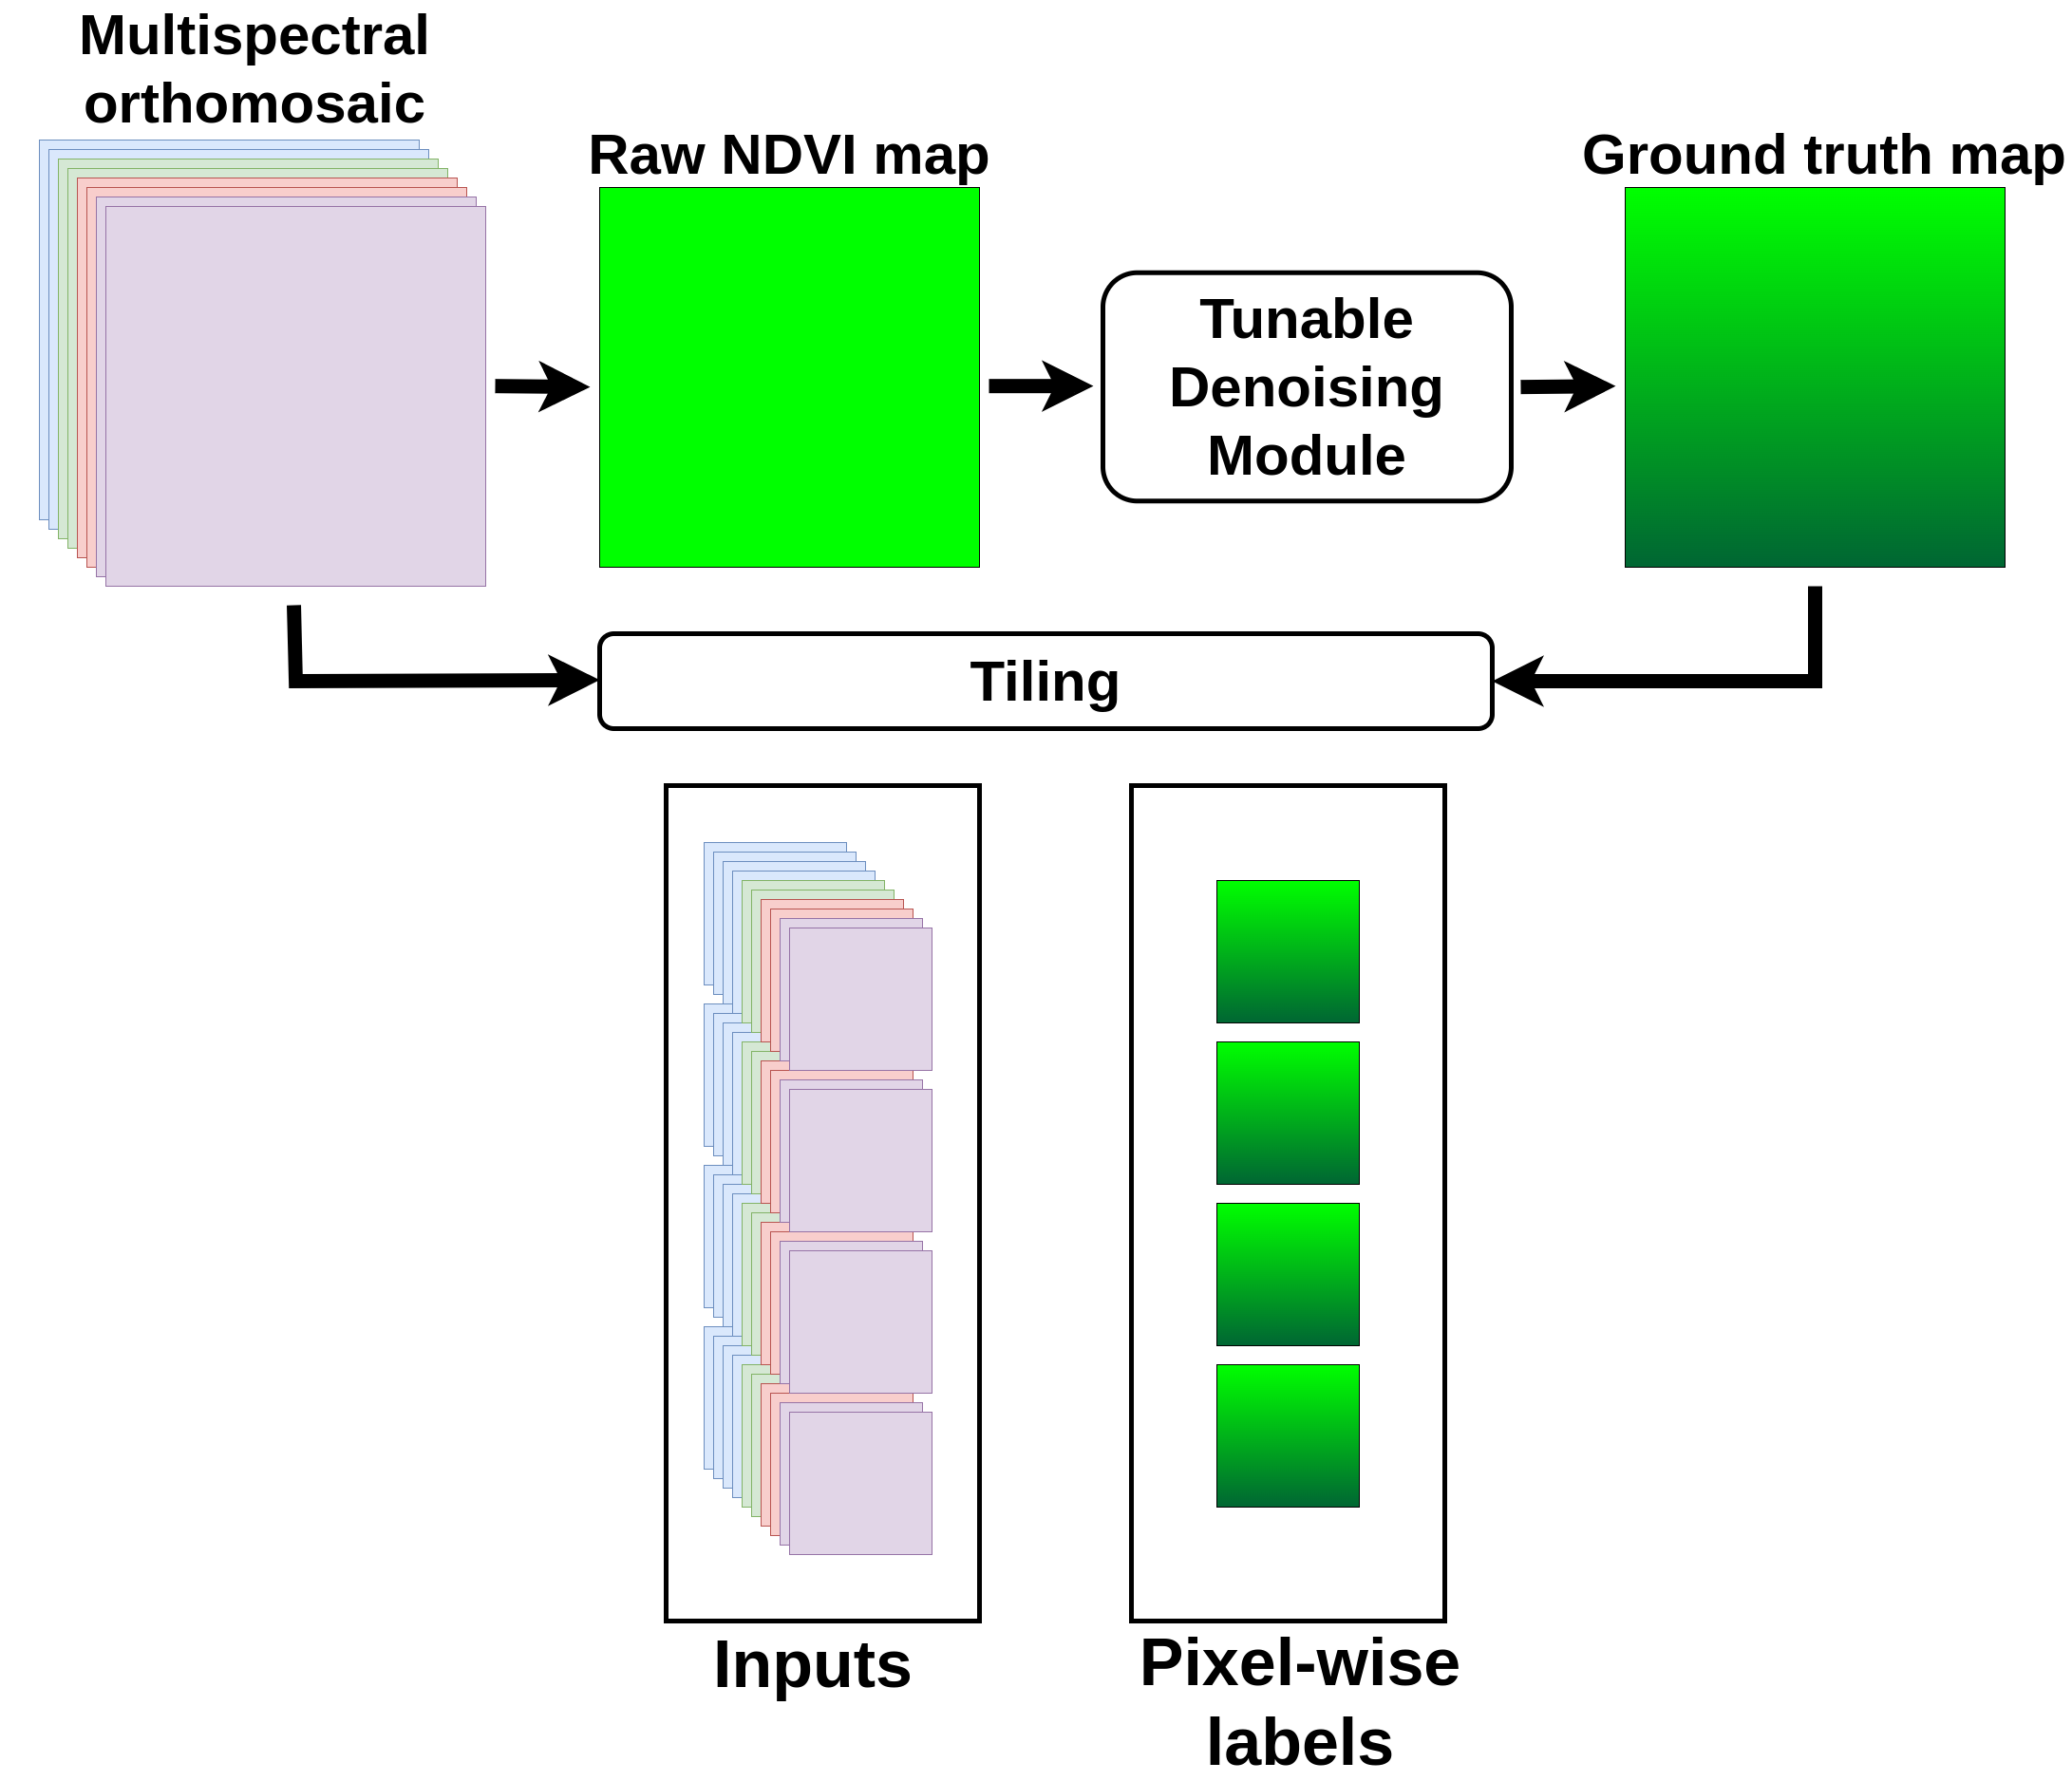 Multispectral
orthomosaic
Raw NDVI map
Ground truth map
Tunable
Denoising
Module
Tiling
Inputs
Pixel-wise
labels